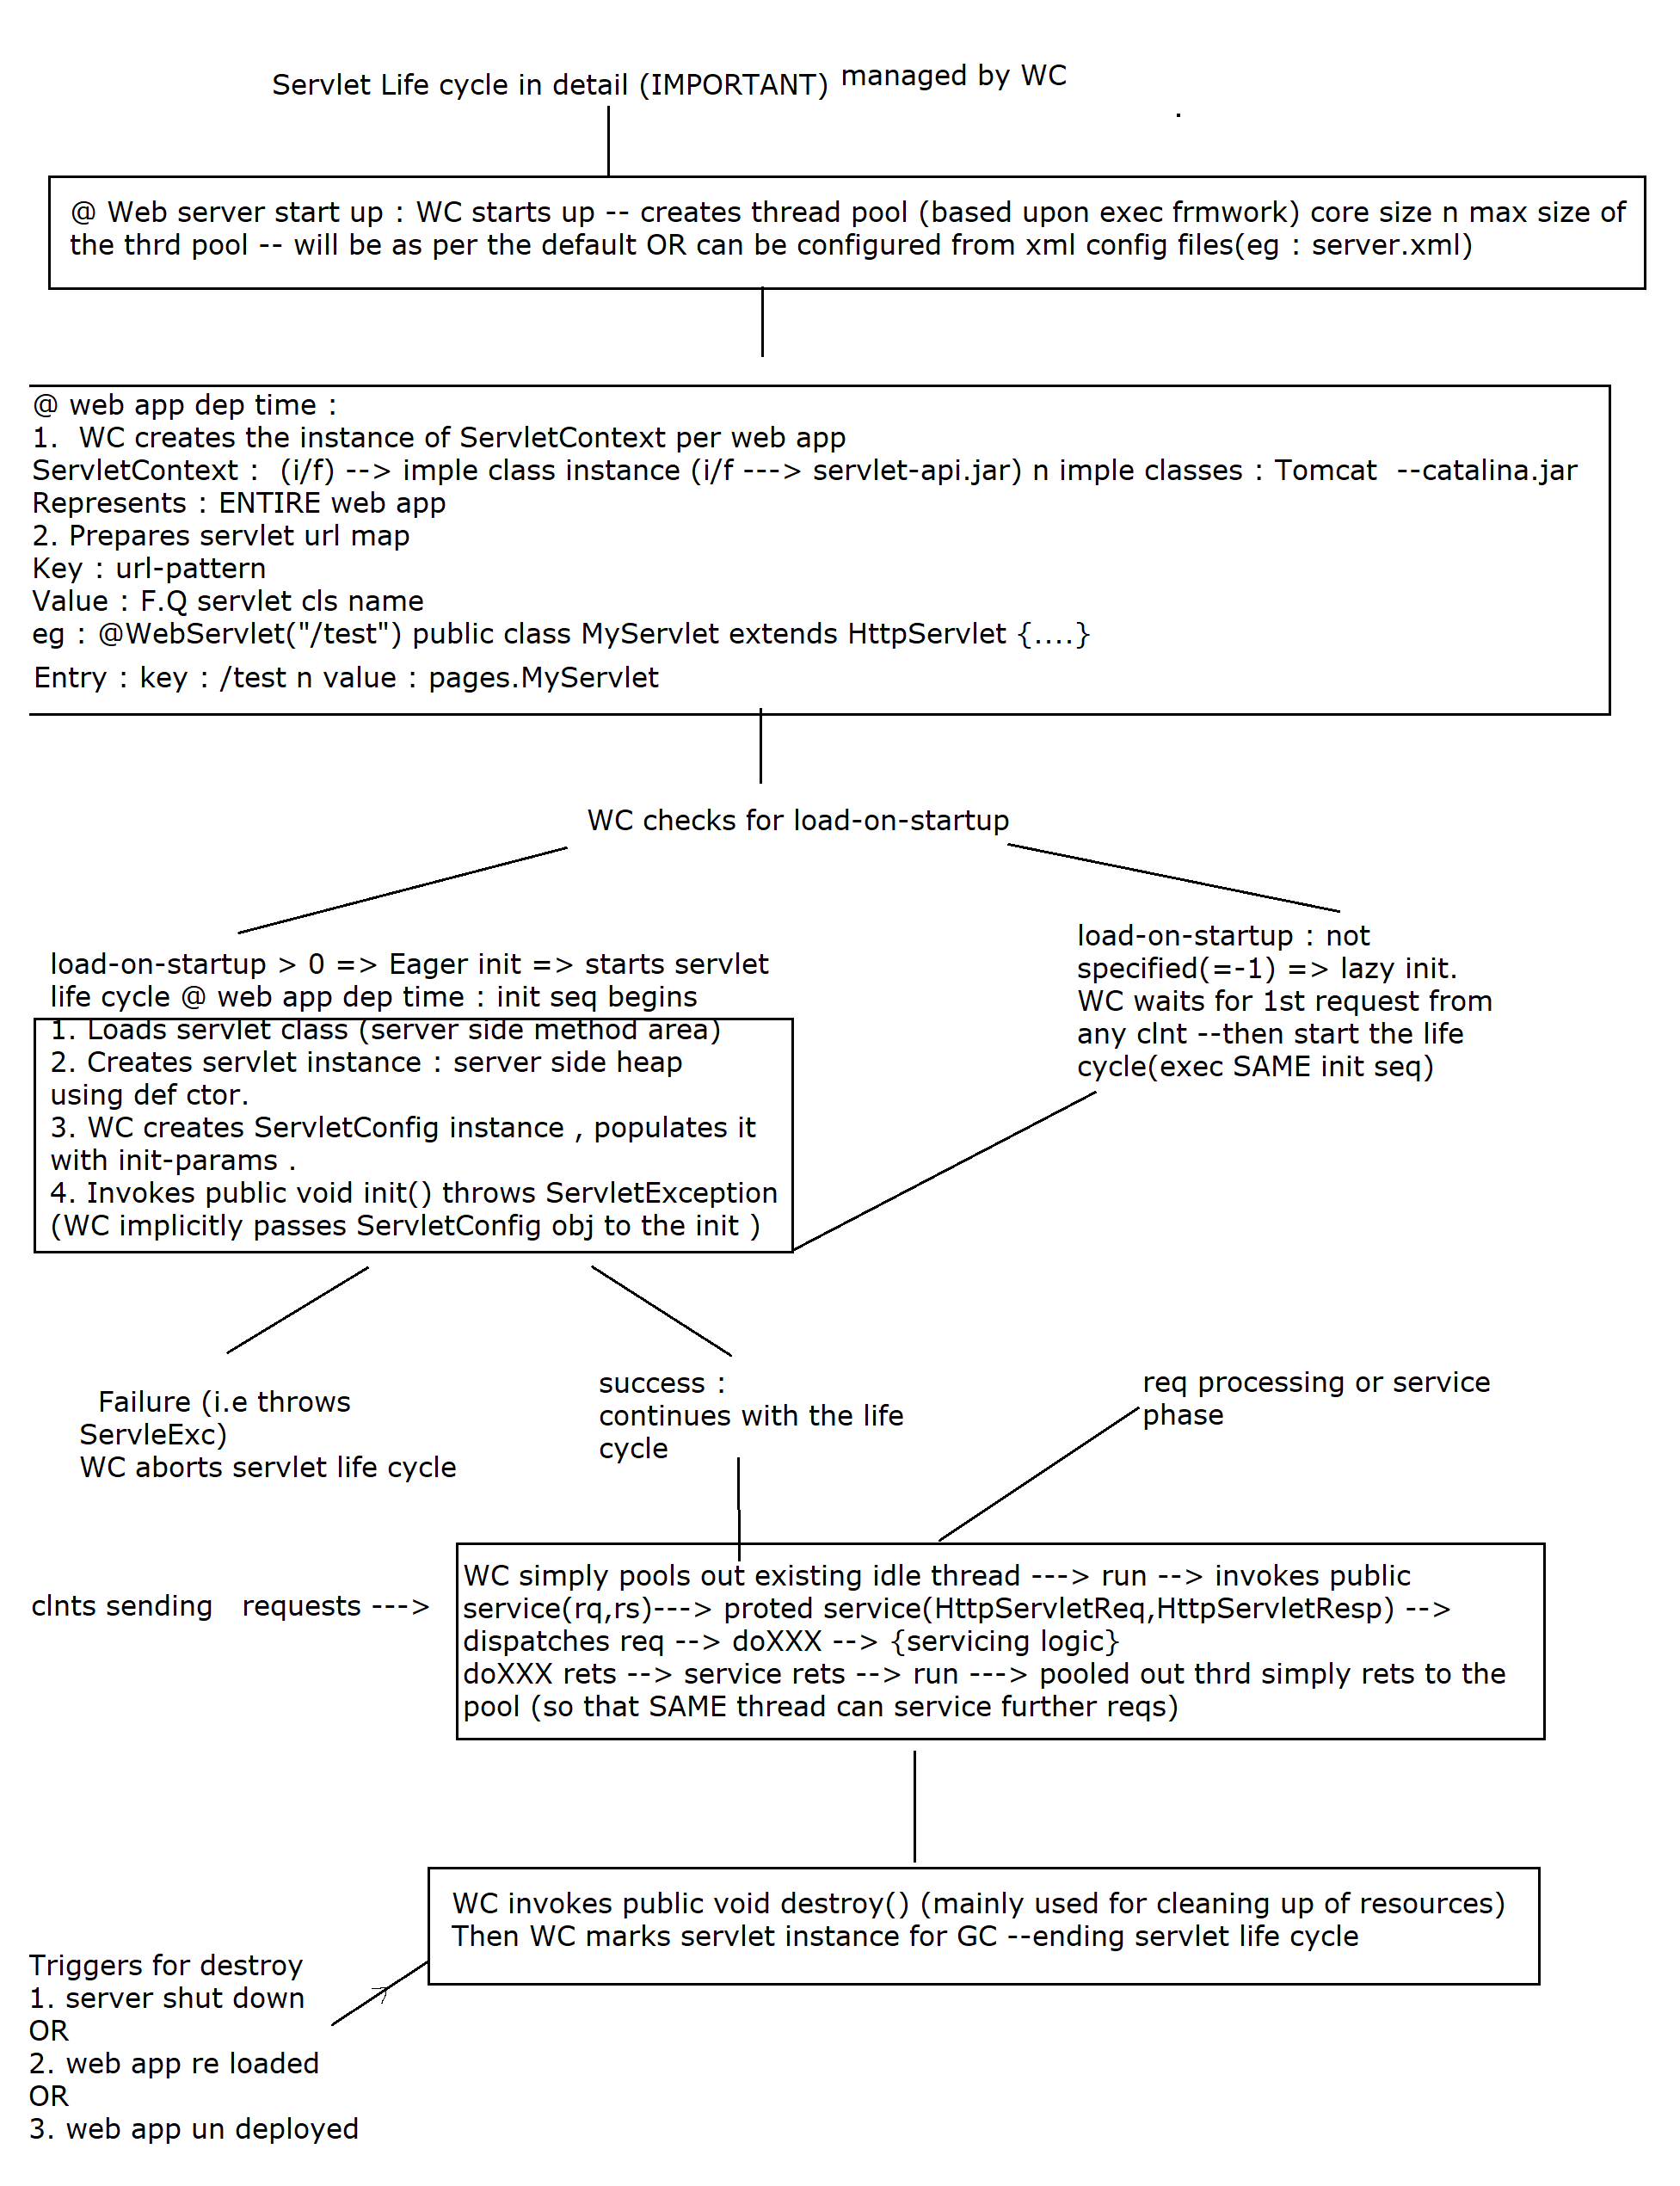 Servlet Life cycle in detail (IMPORTANT) managed by WC
.
@ Web server start up : WC starts up -- creates thread pool (based upon exec frmwork) core size n max size of
the thrd pool -- will be as per the default OR can be configured from xml config files(eg : server.xml)
@ web app dep time :
1.  WC creates the instance of ServletContext per web app
ServletContext :  (i/f) --> imple class instance (i/f ---> servlet-api.jar) n imple classes : Tomcat  --catalina.jar
Represents : ENTIRE web app
2. Prepares servlet url map
Key : url-pattern
Value : F.Q servlet cls name
eg : @WebServlet("/test") public class MyServlet extends HttpServlet {....}
Entry : key : /test n value : pages.MyServlet
WC checks for load-on-startup
load-on-startup > 0 => Eager init => starts servlet
life cycle @ web app dep time : init seq begins
1. Loads servlet class (server side method area)
2. Creates servlet instance : server side heap
using def ctor.
3. WC creates ServletConfig instance , populates it
with init-params .
4. Invokes public void init() throws ServletException
(WC implicitly passes ServletConfig obj to the init )
load-on-startup : not
specified(=-1) => lazy init.
WC waits for 1st request from
any clnt --then start the life
cycle(exec SAME init seq)
Failure (i.e throws
ServleExc)
WC aborts servlet life cycle
success :
continues with the life
cycle
req processing or service
phase
clnts sending   requests --->
WC simply pools out existing idle thread ---> run --> invokes public
service(rq,rs)---> proted service(HttpServletReq,HttpServletResp) -->
dispatches req --> doXXX --> {servicing logic}
doXXX rets --> service rets --> run ---> pooled out thrd simply rets to the
pool (so that SAME thread can service further reqs)
WC invokes public void destroy() (mainly used for cleaning up of resources)
Then WC marks servlet instance for GC --ending servlet life cycle
Triggers for destroy
1. server shut down
OR
2. web app re loaded
OR
3. web app un deployed